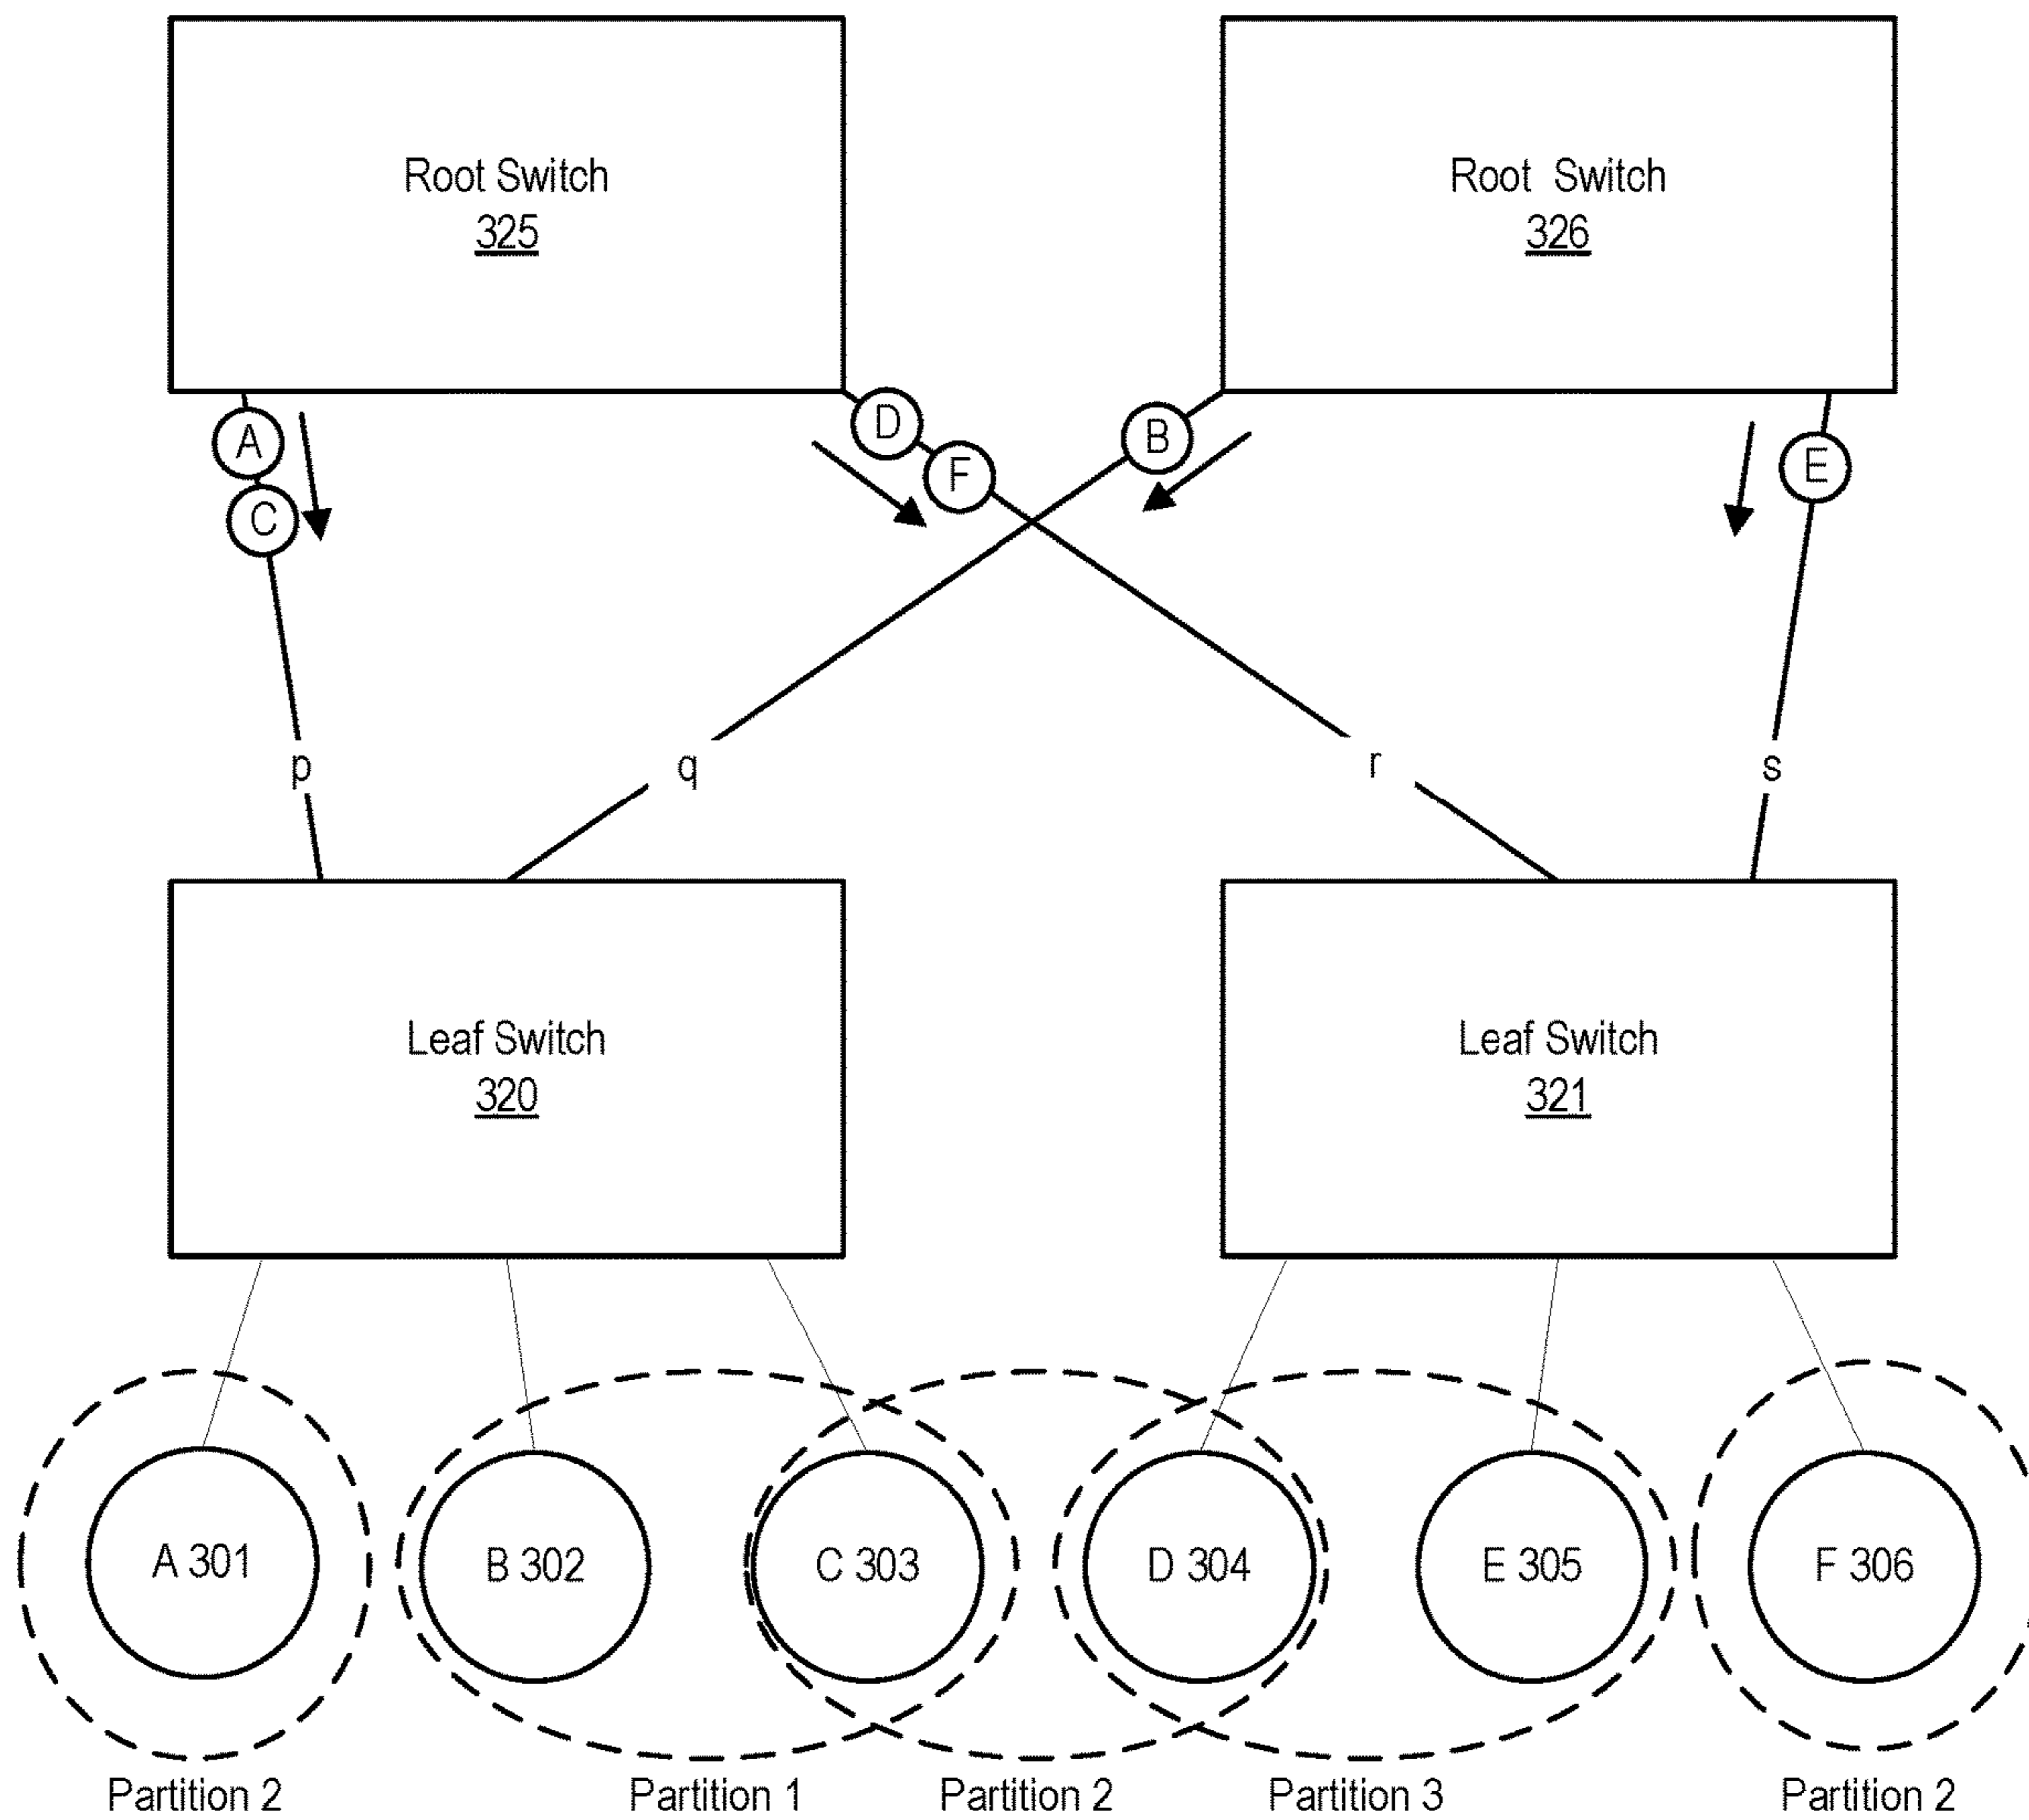 Root Switch
325
Root Switch
326
A
C
D
F
B
E
p
q
r
s
Leaf Switch
320
Leaf Switch
321
A 301
B 302
C 303
D 304
E 305
F 306
Partition 2
Partition 1
Partition 2
Partition 3
Partition 2